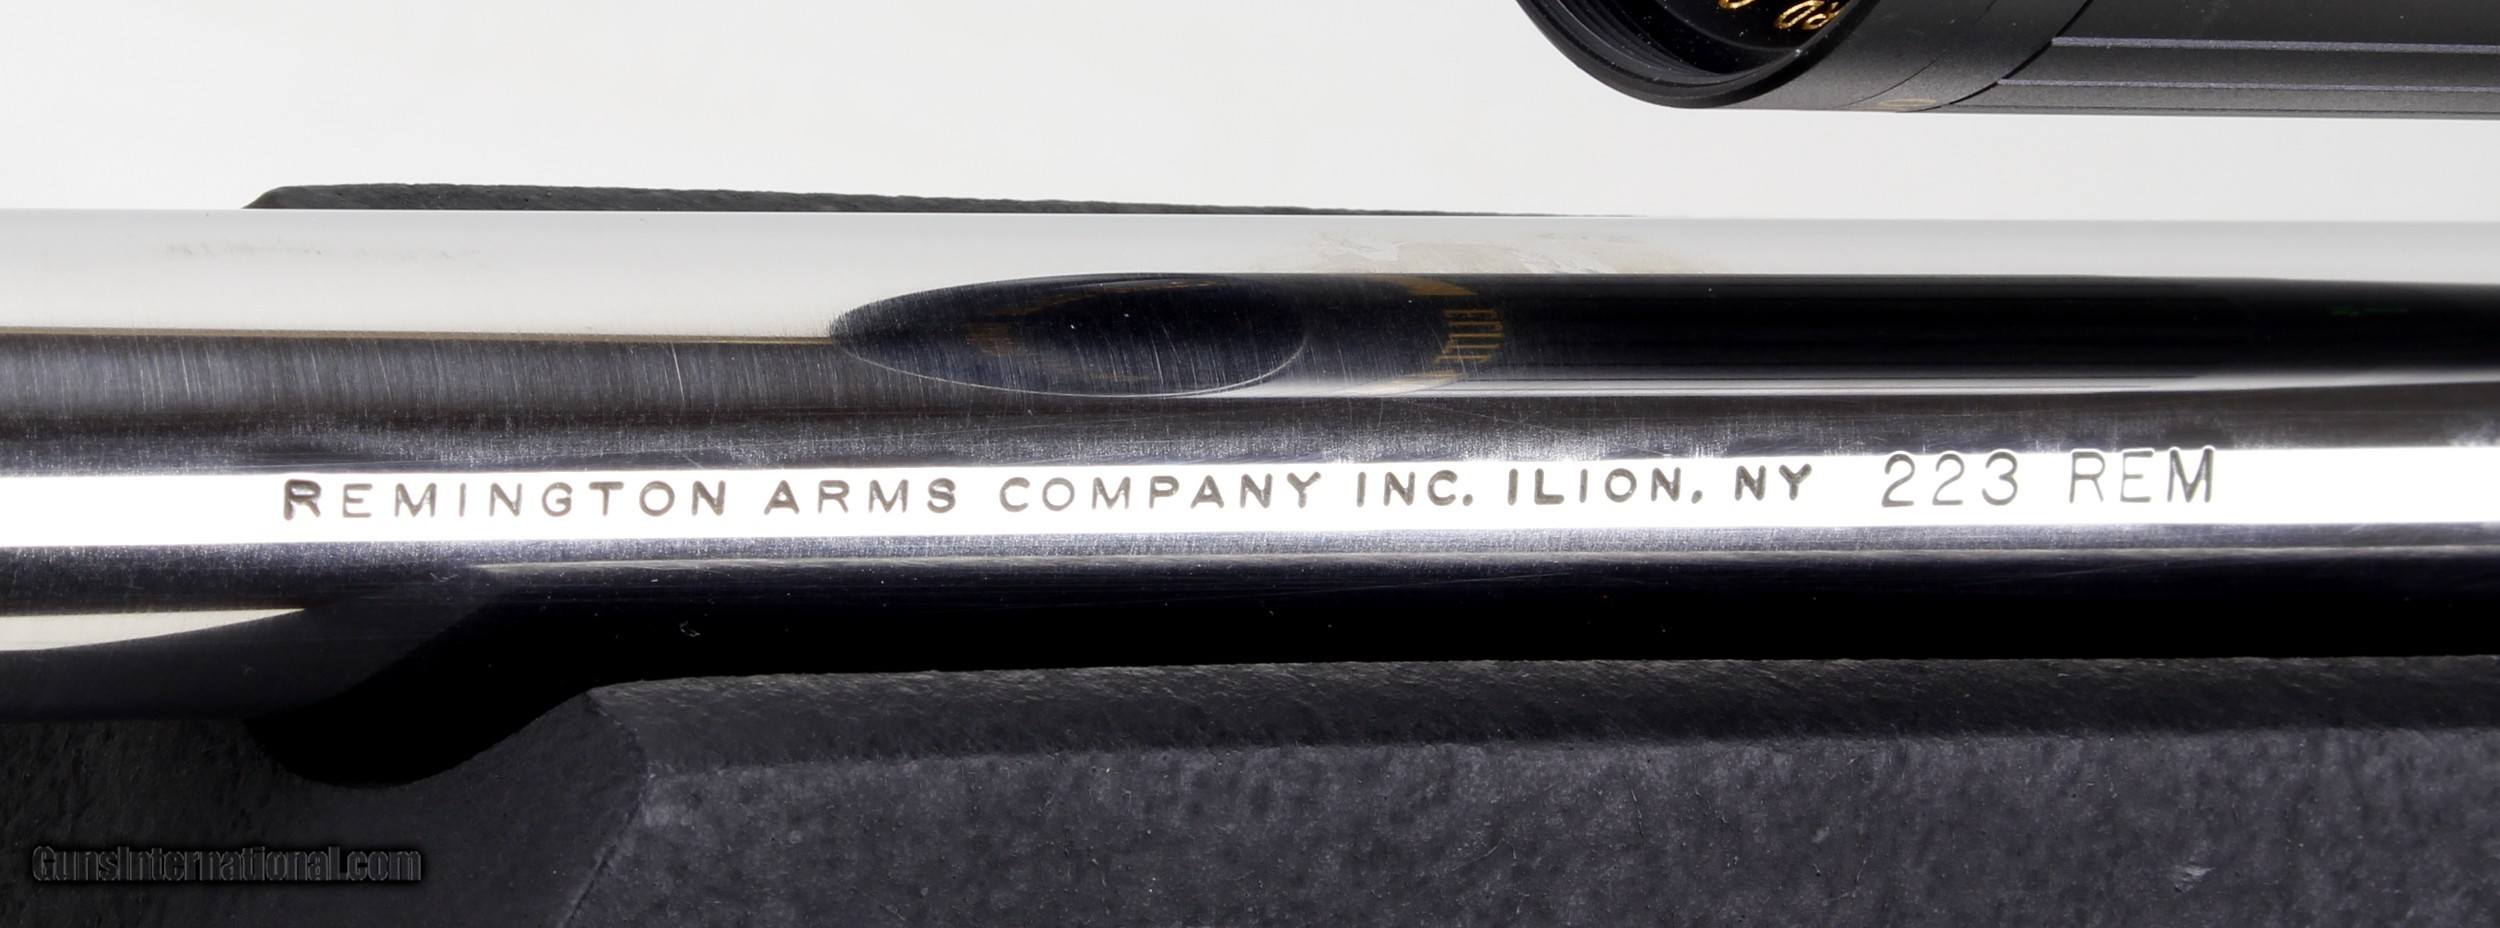 REMINGTON ARMS COMPANY INC. ILION, NY 223 REM
GunsInternational.com